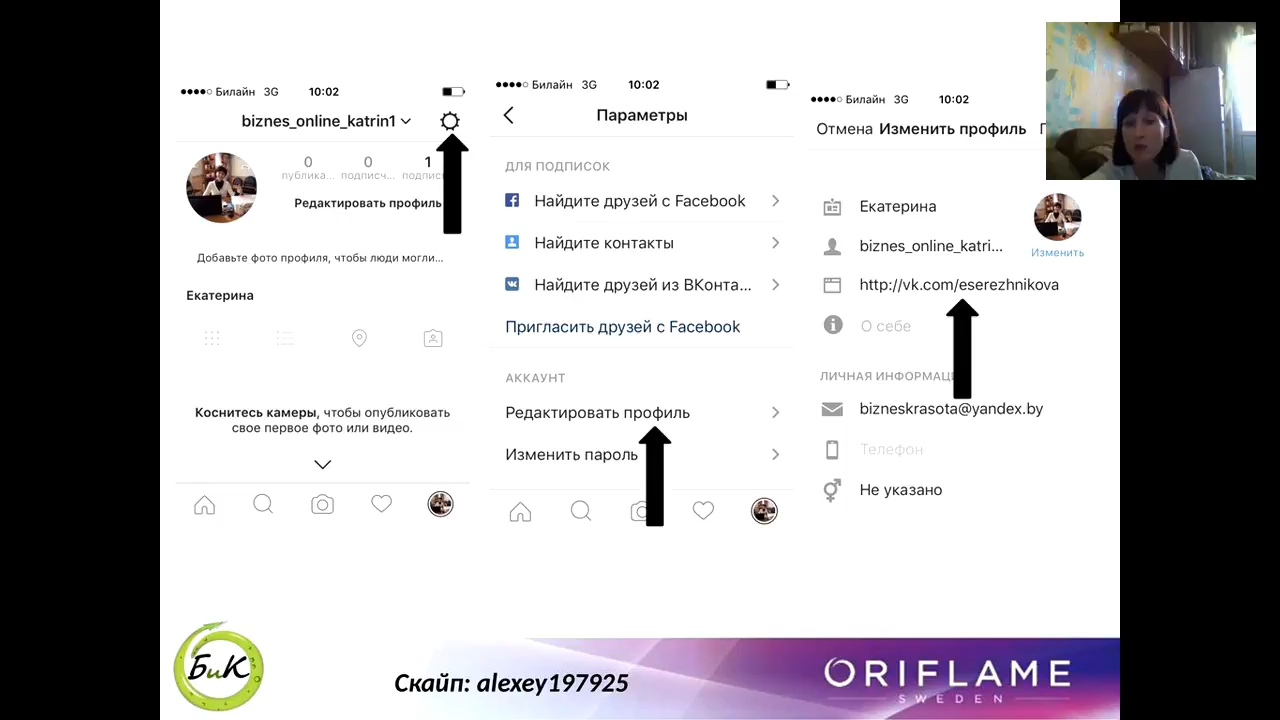 Билайн 3G 10:02
biznes_online_katrin1
0 0 1
публика... подписч... подпис
Редактировать профиль
Добавьте фото профиля, чтобы люди могли...
Екатерина
Коснитесь камеры, чтобы опубликовать
свое первое фото или видео.
Билайн 3G 10:02
Параметры
ДЛЯ ПОДПИСОК
Найдите друзей с Facebook
Найдите контакты
Найдите друзей из ВКонта...
Пригласить друзей с Facebook
АККАУНТ
Редактировать профиль
Изменить пароль
Билайн 3G 10:02
Отмена Изменить профиль Г
Екатерина
biznes_online_katri...
Изменить
http://vk.com/eserezhnikova
О себе
ЛИЧНАЯ ИНФОРМАЦ
bizneskrasota@yandex.by
Телефон
Не указано
БиК
Скайп: alexey197925
ORIFLAME
SWEDEN